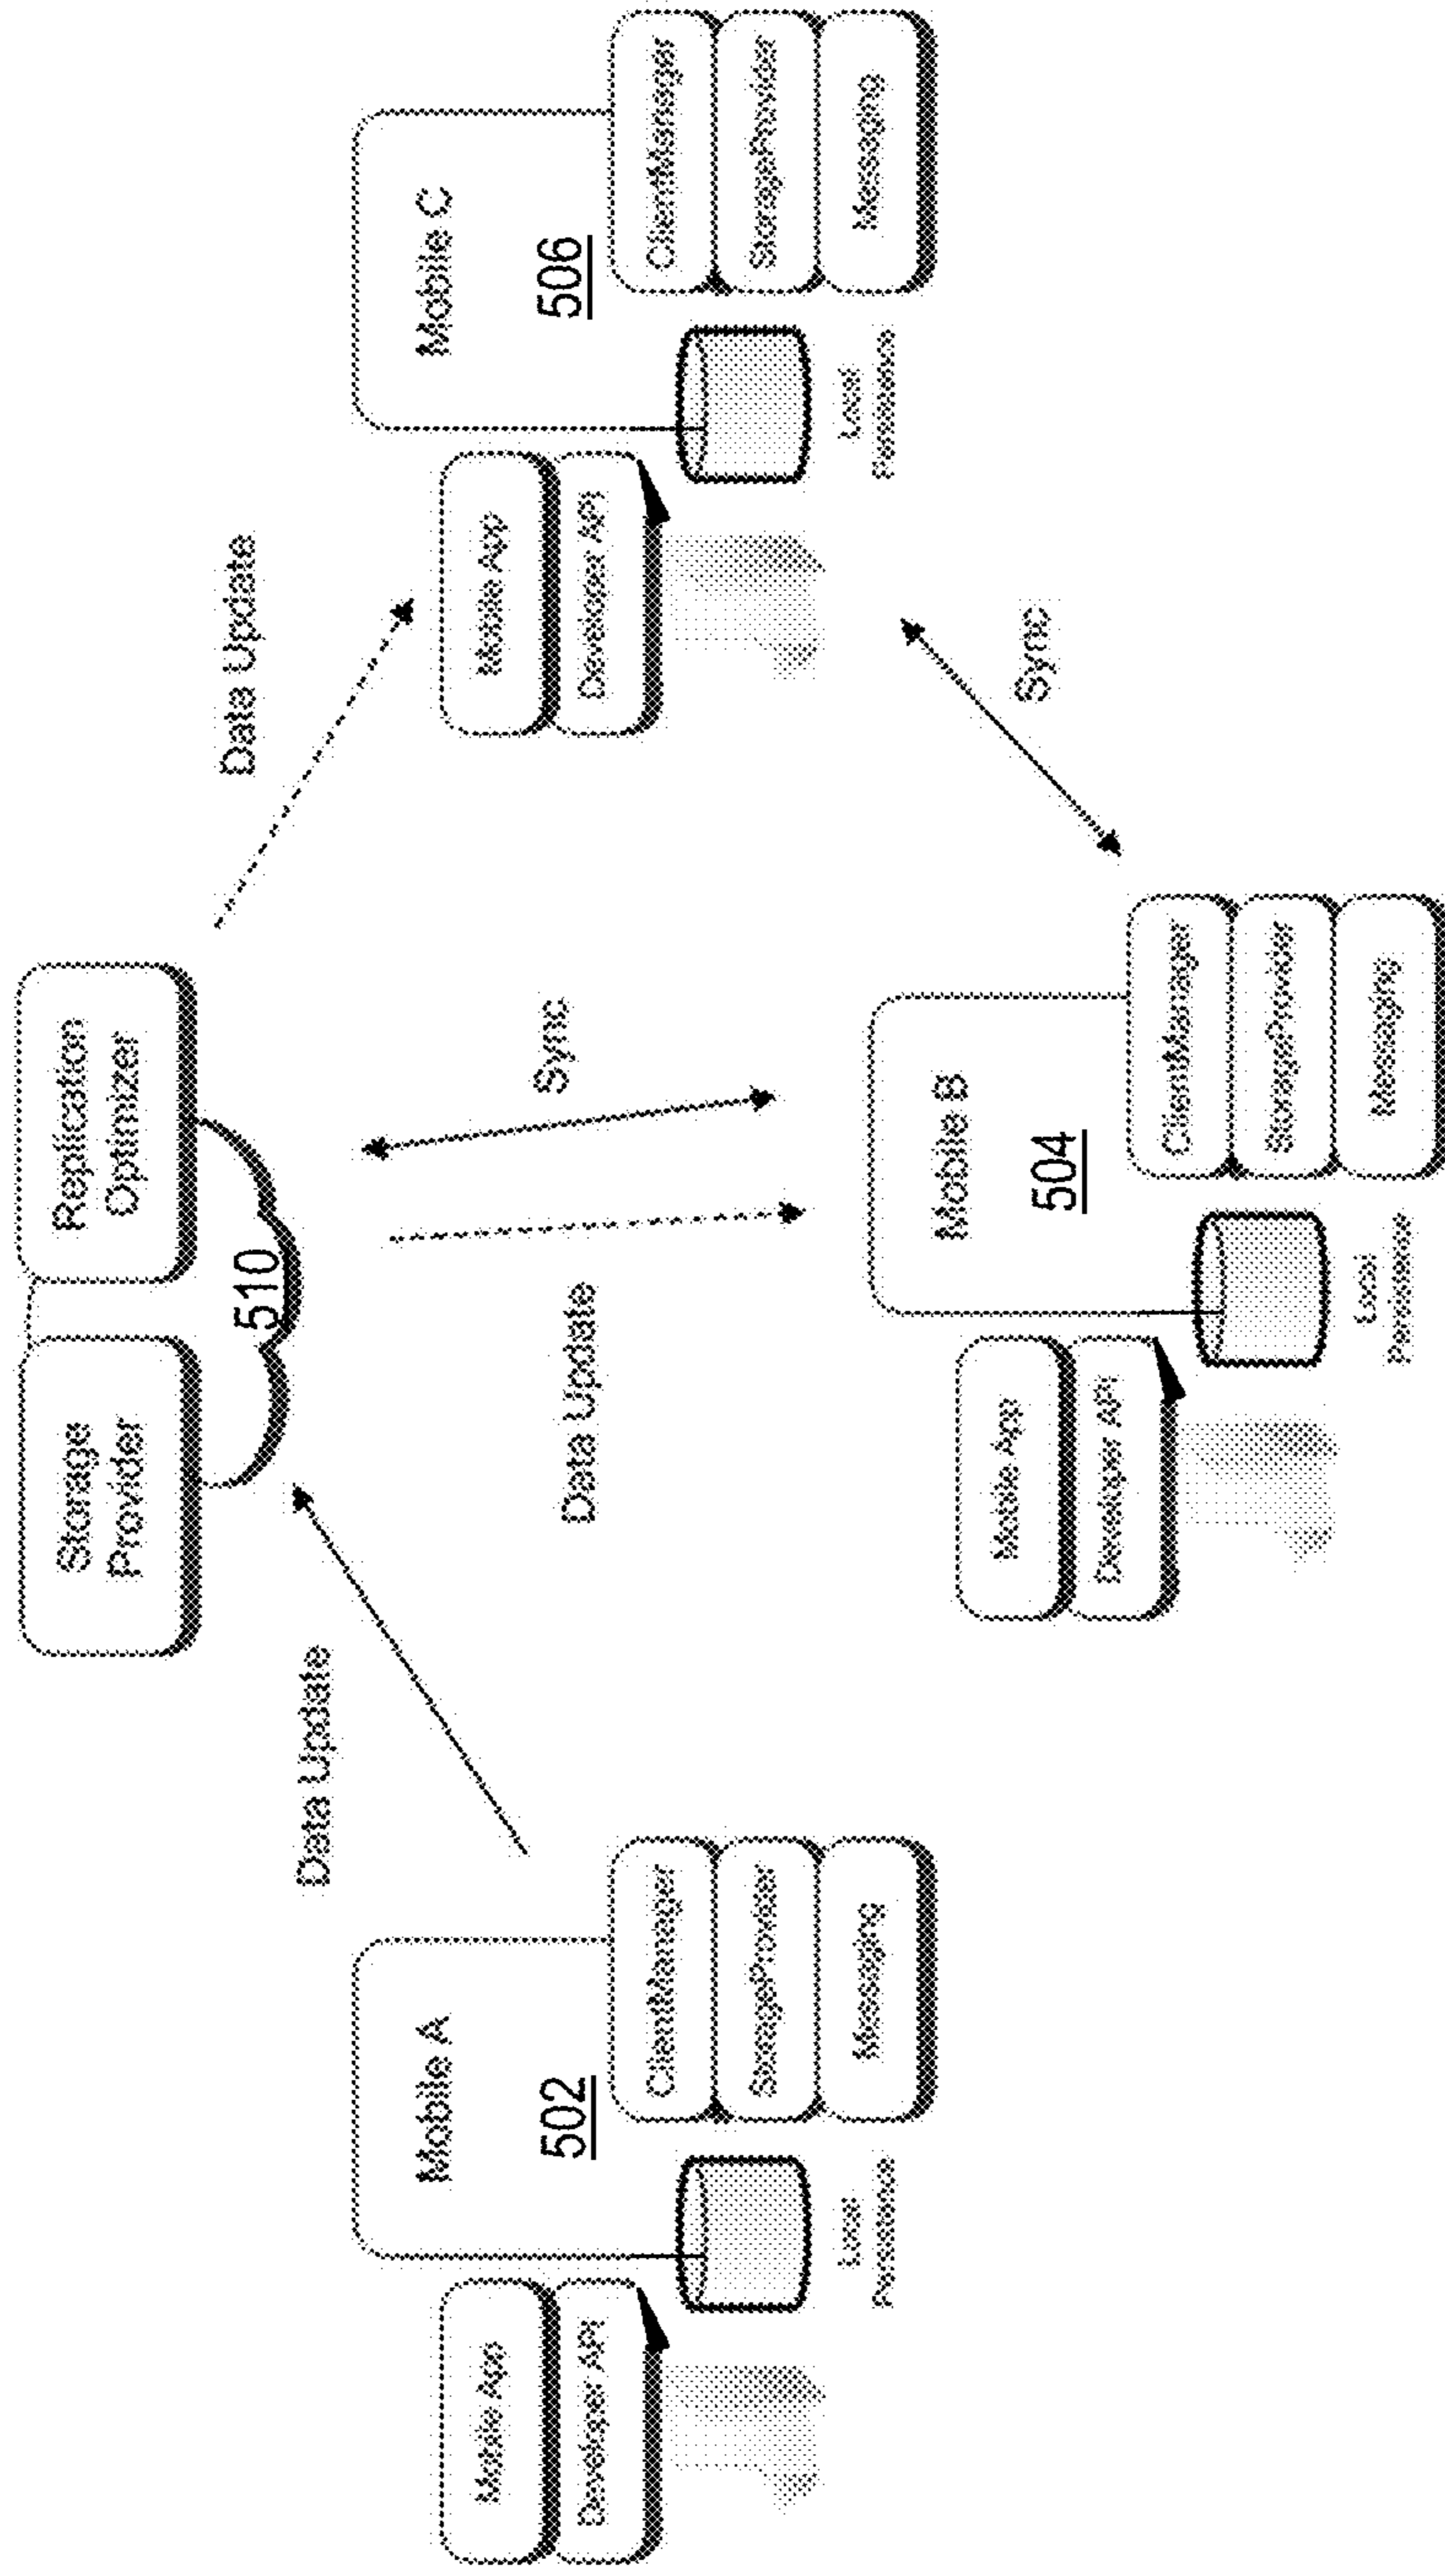 Storage
Provider
Replication
Optimizer
510
Data Update
Data Update
Sync
Data Update
Sync
Mobile A
502
Mobile App
Developer API
Local
Persistence
ClientManager
StorageProvider
Messaging
Mobile B
504
Mobile App
Developer API
Local
Persistence
ClientManager
StorageProvider
Messaging
Mobile C
506
Mobile App
Developer API
Local
Persistence
ClientManager
StorageProvider
Messaging